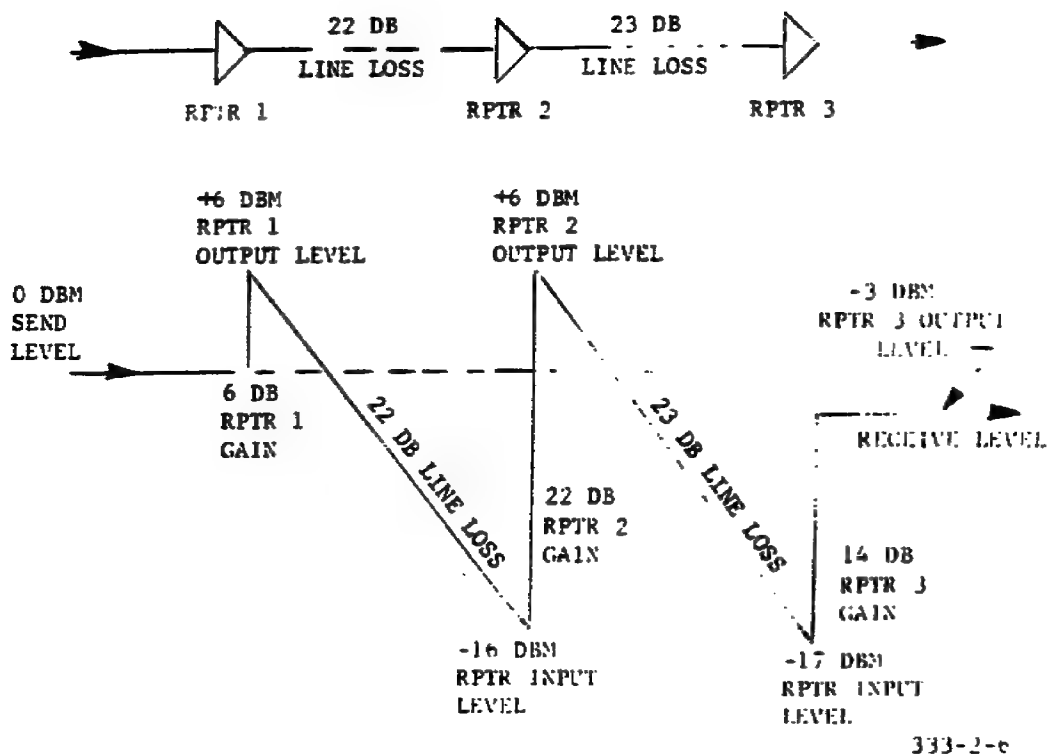 22 DB
LINE LOSS
23 DB
LINE LOSS
RPTR 1
RPTR 2
RPTR 3
+6 DBM
RPTR 1
OUTPUT LEVEL
+6 DBM
RPTR 2
OUTPUT LEVEL
0 DBM
SEND
LEVEL
-3 DBM
RPTR 3 OUTPUT
LEVEL
6 DB
RPTR 1
GAIN
22 DB LINE LOSS
22 DB
RPTR 2
GAIN
23 DB LINE LOSS
RECEIVE LEVEL
14 DB
RPTR 3
GAIN
-16 DBM
RPTR INPUT
LEVEL
-17 DBM
RPTR INPUT
LEVEL